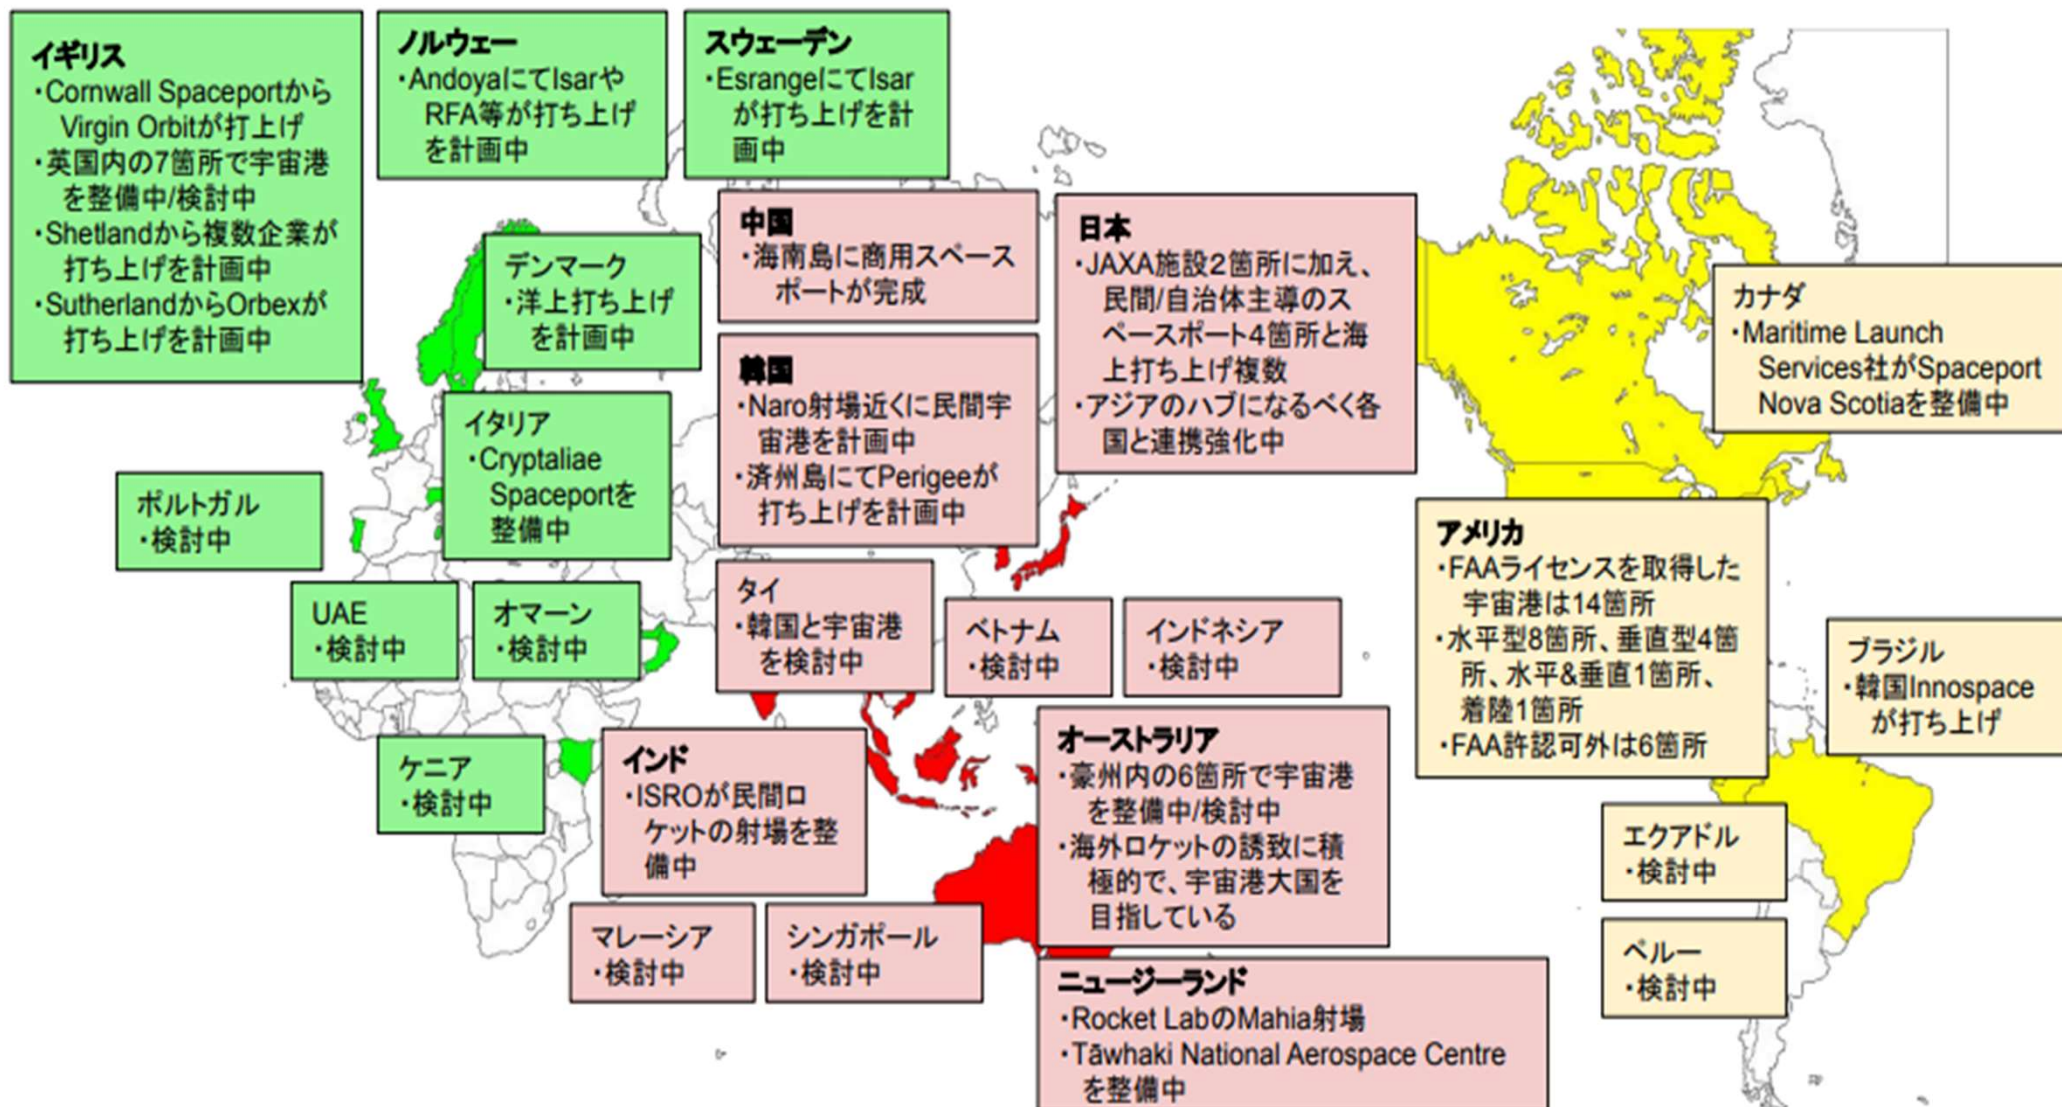 イギリス
・Cornwall Spaceportから
Virgin Orbitが打上げ
・英国内の7箇所で宇宙港
を整備中/検討中
・Shetlandから複数企業が
打ち上げを計画中
・SutherlandからOrbexが
打ち上げを計画中
ノルウェー
・AndoyaにてIsarや
RFA等が打ち上げ
を計画中
スウェーデン
・EsrangeにてIsar
が打ち上げを計
画中
デンマーク
・洋上打ち上げ
を計画中
イタリア
・Cryptaliae
Spaceportを
整備中
ポルトガル
・検討中
UAE
・検討中
オマーン
・検討中
ケニア
・検討中
中国
・海南島に商用スペース
ポートが完成
韓国
・Naro射場近くに民間宇
宙港を計画中
・済州島にてPerigeeが
打ち上げを計画中
日本
・JAXA施設2箇所に加え、
民間/自治体主導のス
ペースポート4箇所と海
上打ち上げ複数
・アジアのハブになるべく各
国と連携強化中
タイ
・韓国と宇宙港
を検討中
ベトナム
・検討中
インドネシア
・検討中
インド
・ISROが民間ロ
ケットの射場を整
備中
マレーシア
・検討中
シンガポール
・検討中
オーストラリア
・豪州内の6箇所で宇宙港
を整備中/検討中
・海外ロケットの誘致に積
極的で、宇宙港大国を
目指している
ニュージーランド
・Rocket LabのMahia射場
・Tāwhaki National Aerospace Centre
を整備中
カナダ
・Maritime Launch
Services社がSpaceport
Nova Scotiaを整備中
アメリカ
・FAAライセンスを取得した
宇宙港は14箇所
・水平型8箇所、垂直型4箇
所、水平&垂直1箇所、
着陸1箇所
・FAA許認可外は6箇所
ブラジル
・韓国Innospace
が打ち上げ
エクアドル
・検討中
ペルー
・検討中